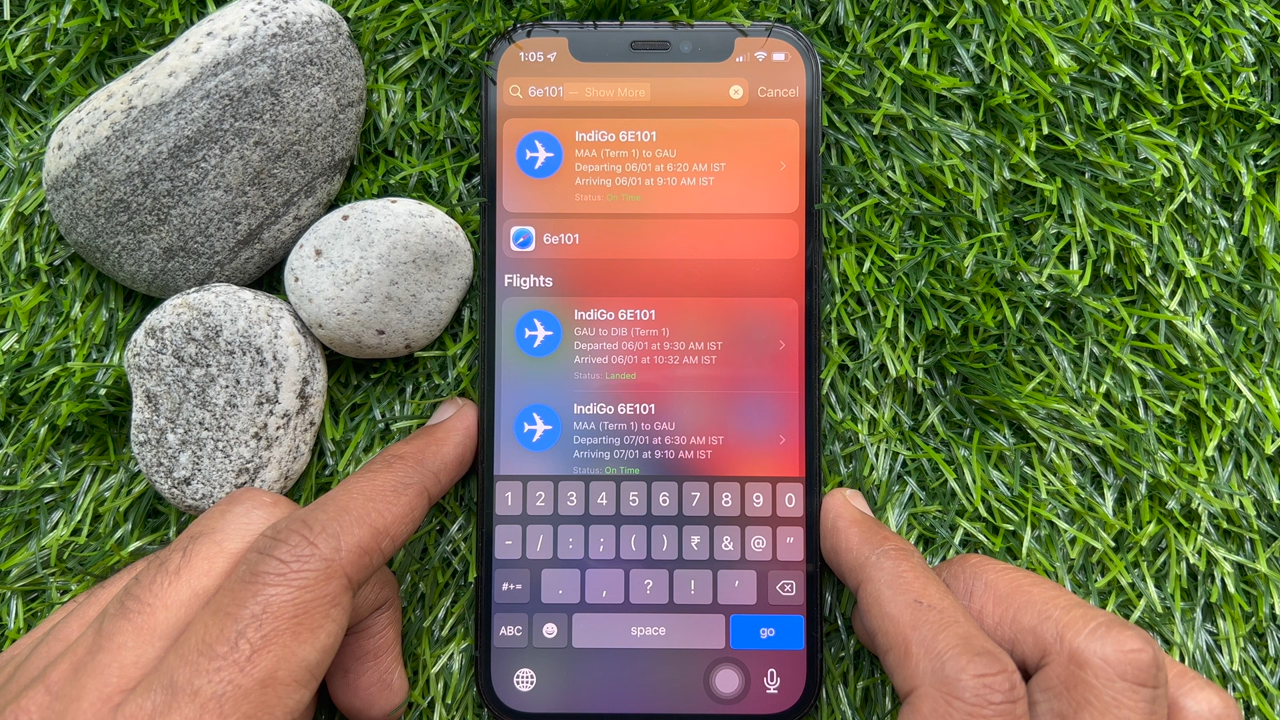 1:05
6e101 — Show More
Cancel
IndiGo 6E101
MAA (Term 1) to GAU
Departing 06/01 at 6:20 AM IST
Arriving 06/01 at 9:10 AM IST
Status: On Time
6e101
Flights
IndiGo 6E101
GAU to DIB (Term 1)
Departed 06/01 at 9:30 AM IST
Arrived 06/01 at 10:32 AM IST
Status: Landed
IndiGo 6E101
MAA (Term 1) to GAU
Departing 07/01 at 6:30 AM IST
Arriving 07/01 at 9:10 AM IST
Status: On Time
1 2 3 4 5 6 7 8 9 0
- / : ; ( ) ₹ & @ "
#+= . , ? ! '
ABC space go